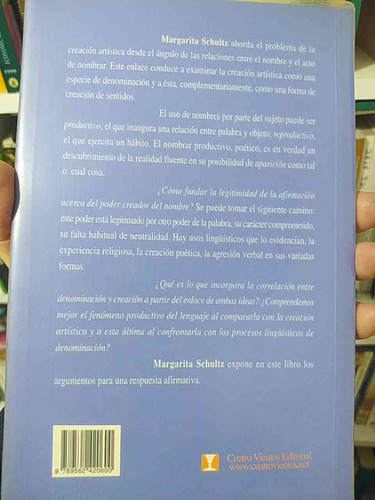 Margarita Schultz aborda el problema de la
creación artística desde el ángulo de las relaciones entre el nombre y el acto
de nombrar. Este enlace conduce a examinar la creación artística como una
especie de denominación y a ésta, complementariamente, como una forma de
creación de sentidos.
El uso de nombres por parte del sujeto puede ser
productivo, el que inaugura una relación entre palabra y objeto; reproductivo,
el que ejercita un hábito. El nombrar productivo, poético, es en verdad un
descubrimiento de la realidad fluente en su posibilidad de aparición como tal
o cual cosa.
¿Cómo fundar la legitimidad de la afirmación
acerca del poder creador del nombre? Se puede tomar el siguiente camino:
este poder está legitimado por otro poder de la palabra, su carácter comprometido,
su falta habitual de neutralidad. Hay usos lingüísticos que lo evidencian, la
experiencia religiosa, la creación poética, la agresión verbal en sus variadas
formas.
¿Qué es lo que incorpora la correlación entre
denominación y creación a partir del enlace de ambas ideas? ¿Comprendemos
mejor el fenómeno productivo del lenguaje al compararlo con la creación
artística y a esta última al confrontarla con los procesos lingüísticos de
denominación?
Margarita Schultz expone en este libro los
argumentos para una respuesta afirmativa.
9 789562 420600
Cuatro Vientos Editorial
www.cuatrovientos.net